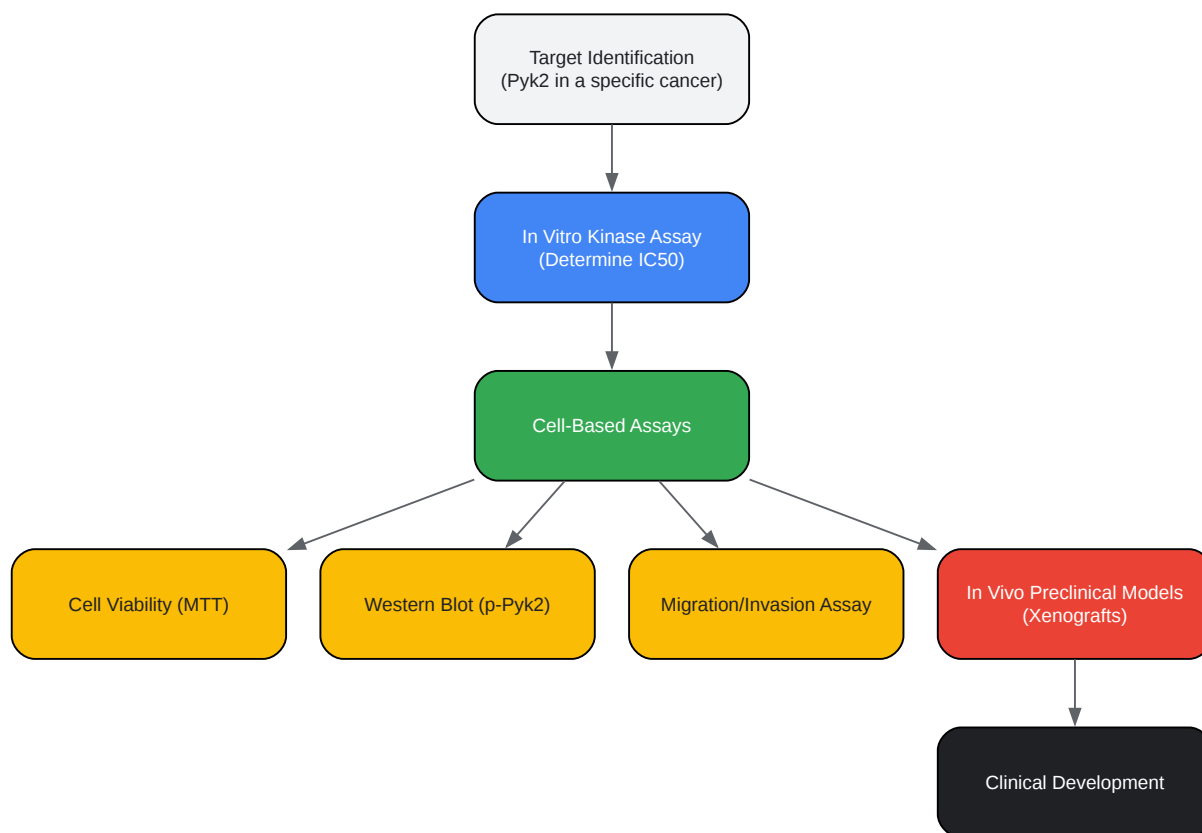 Target Identification
(Pyk2 in a specific cancer)
In Vitro Kinase Assay
(Determine IC50)
Cell-Based Assays
Cell Viability (MTT)
Western Blot (p-Pyk2)
Migration/Invasion Assay
In Vivo Preclinical Models
(Xenografts)
Clinical Development